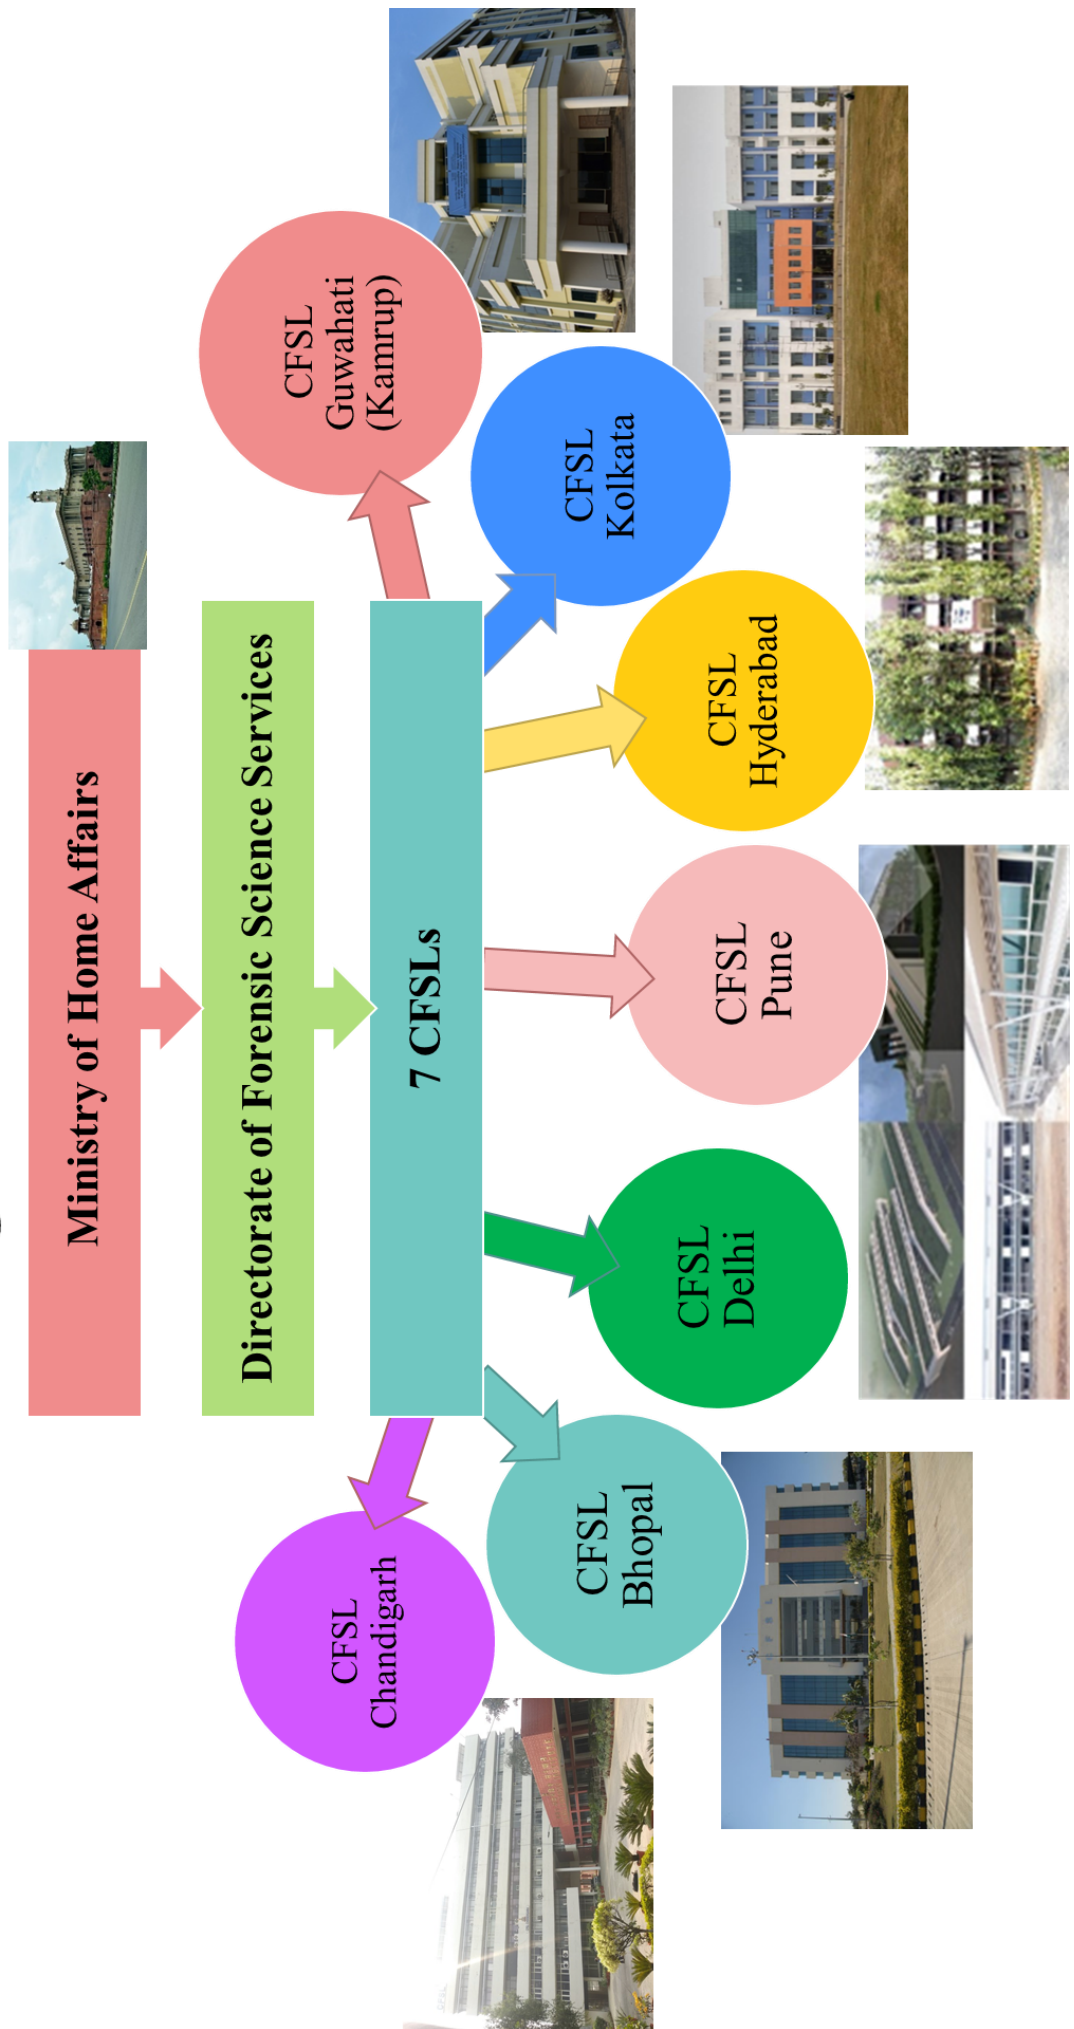 Ministry of Home Affairs
Directorate of Forensic Science Services
7 CFSLs
CFSL
Chandigarh
CFSL
Bhopal
CFSL
Delhi
CFSL
Pune
CFSL
Hyderabad
CFSL
Kolkata
CFSL
Guwahati
(Kamrup)